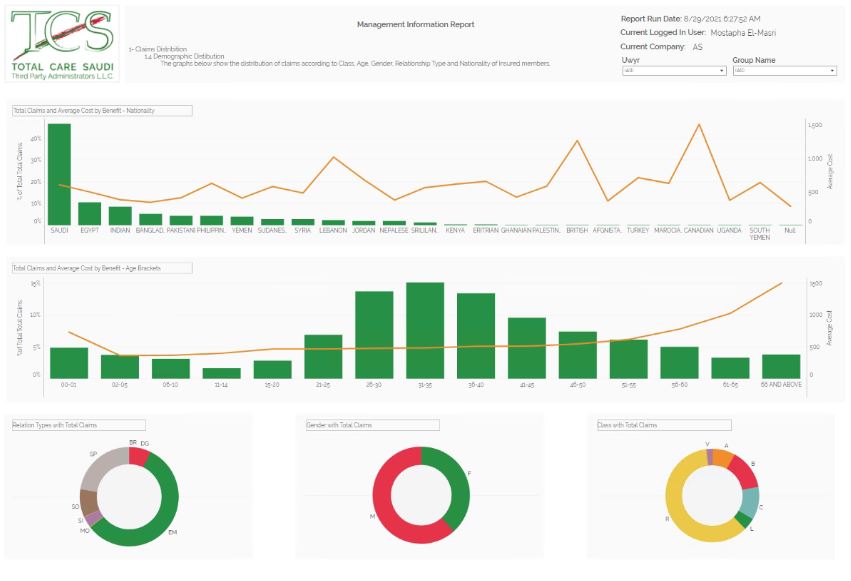 TCS
TOTAL CARE SAUDI
Third Party Administrators L.L.C
Management Information Report
Report Run Date: 8/29/2021 6:27:52 AM
Current Logged In User: Mostapha El-Masri
Current Company: AS
Uwyr
Group Name
1- Claims Distribition
1.4 Demographic Distibution
The graphs below show the distribution of claims according to Class, Age, Gender, Relationship Type and Nationality of Insured members.
Total Claims and Average Cost by Benefit - Nationality
% of Total Total Claims
40%
30%
20%
10%
0%
1,500
1,000
500
0
Average Cost
SAUDI EGYPT INDIAN BANGLAD.. PAKISTANI PHILIPPIN.. YEMEN SUDANES.. SYRIA LEBANON JORDAN NEPALESE SRILILAN.. KENYA ERITRIAN GHANAIAN PALESTIN.. BRITISH AFGNISTA.. TURKEY MAROCIA.. CANADIAN UGANDA SOUTH YEMEN Null
Total Claims and Average Cost by Benefit - Age Brackets
% of Total Total Claims
15%
10%
5%
0%
1500
1000
500
0
Average Cost
00-01 02-05 06-10 11-14 15-20 21-25 26-30 31-35 36-40 41-45 46-50 51-55 56-60 61-65 66 AND ABOVE
Relation Types with Total Claims
BR DG
SP
SO
SI
MO
EM
Gender with Total Claims
F
M
Class with Total Claims
V
A
B
C
L
R